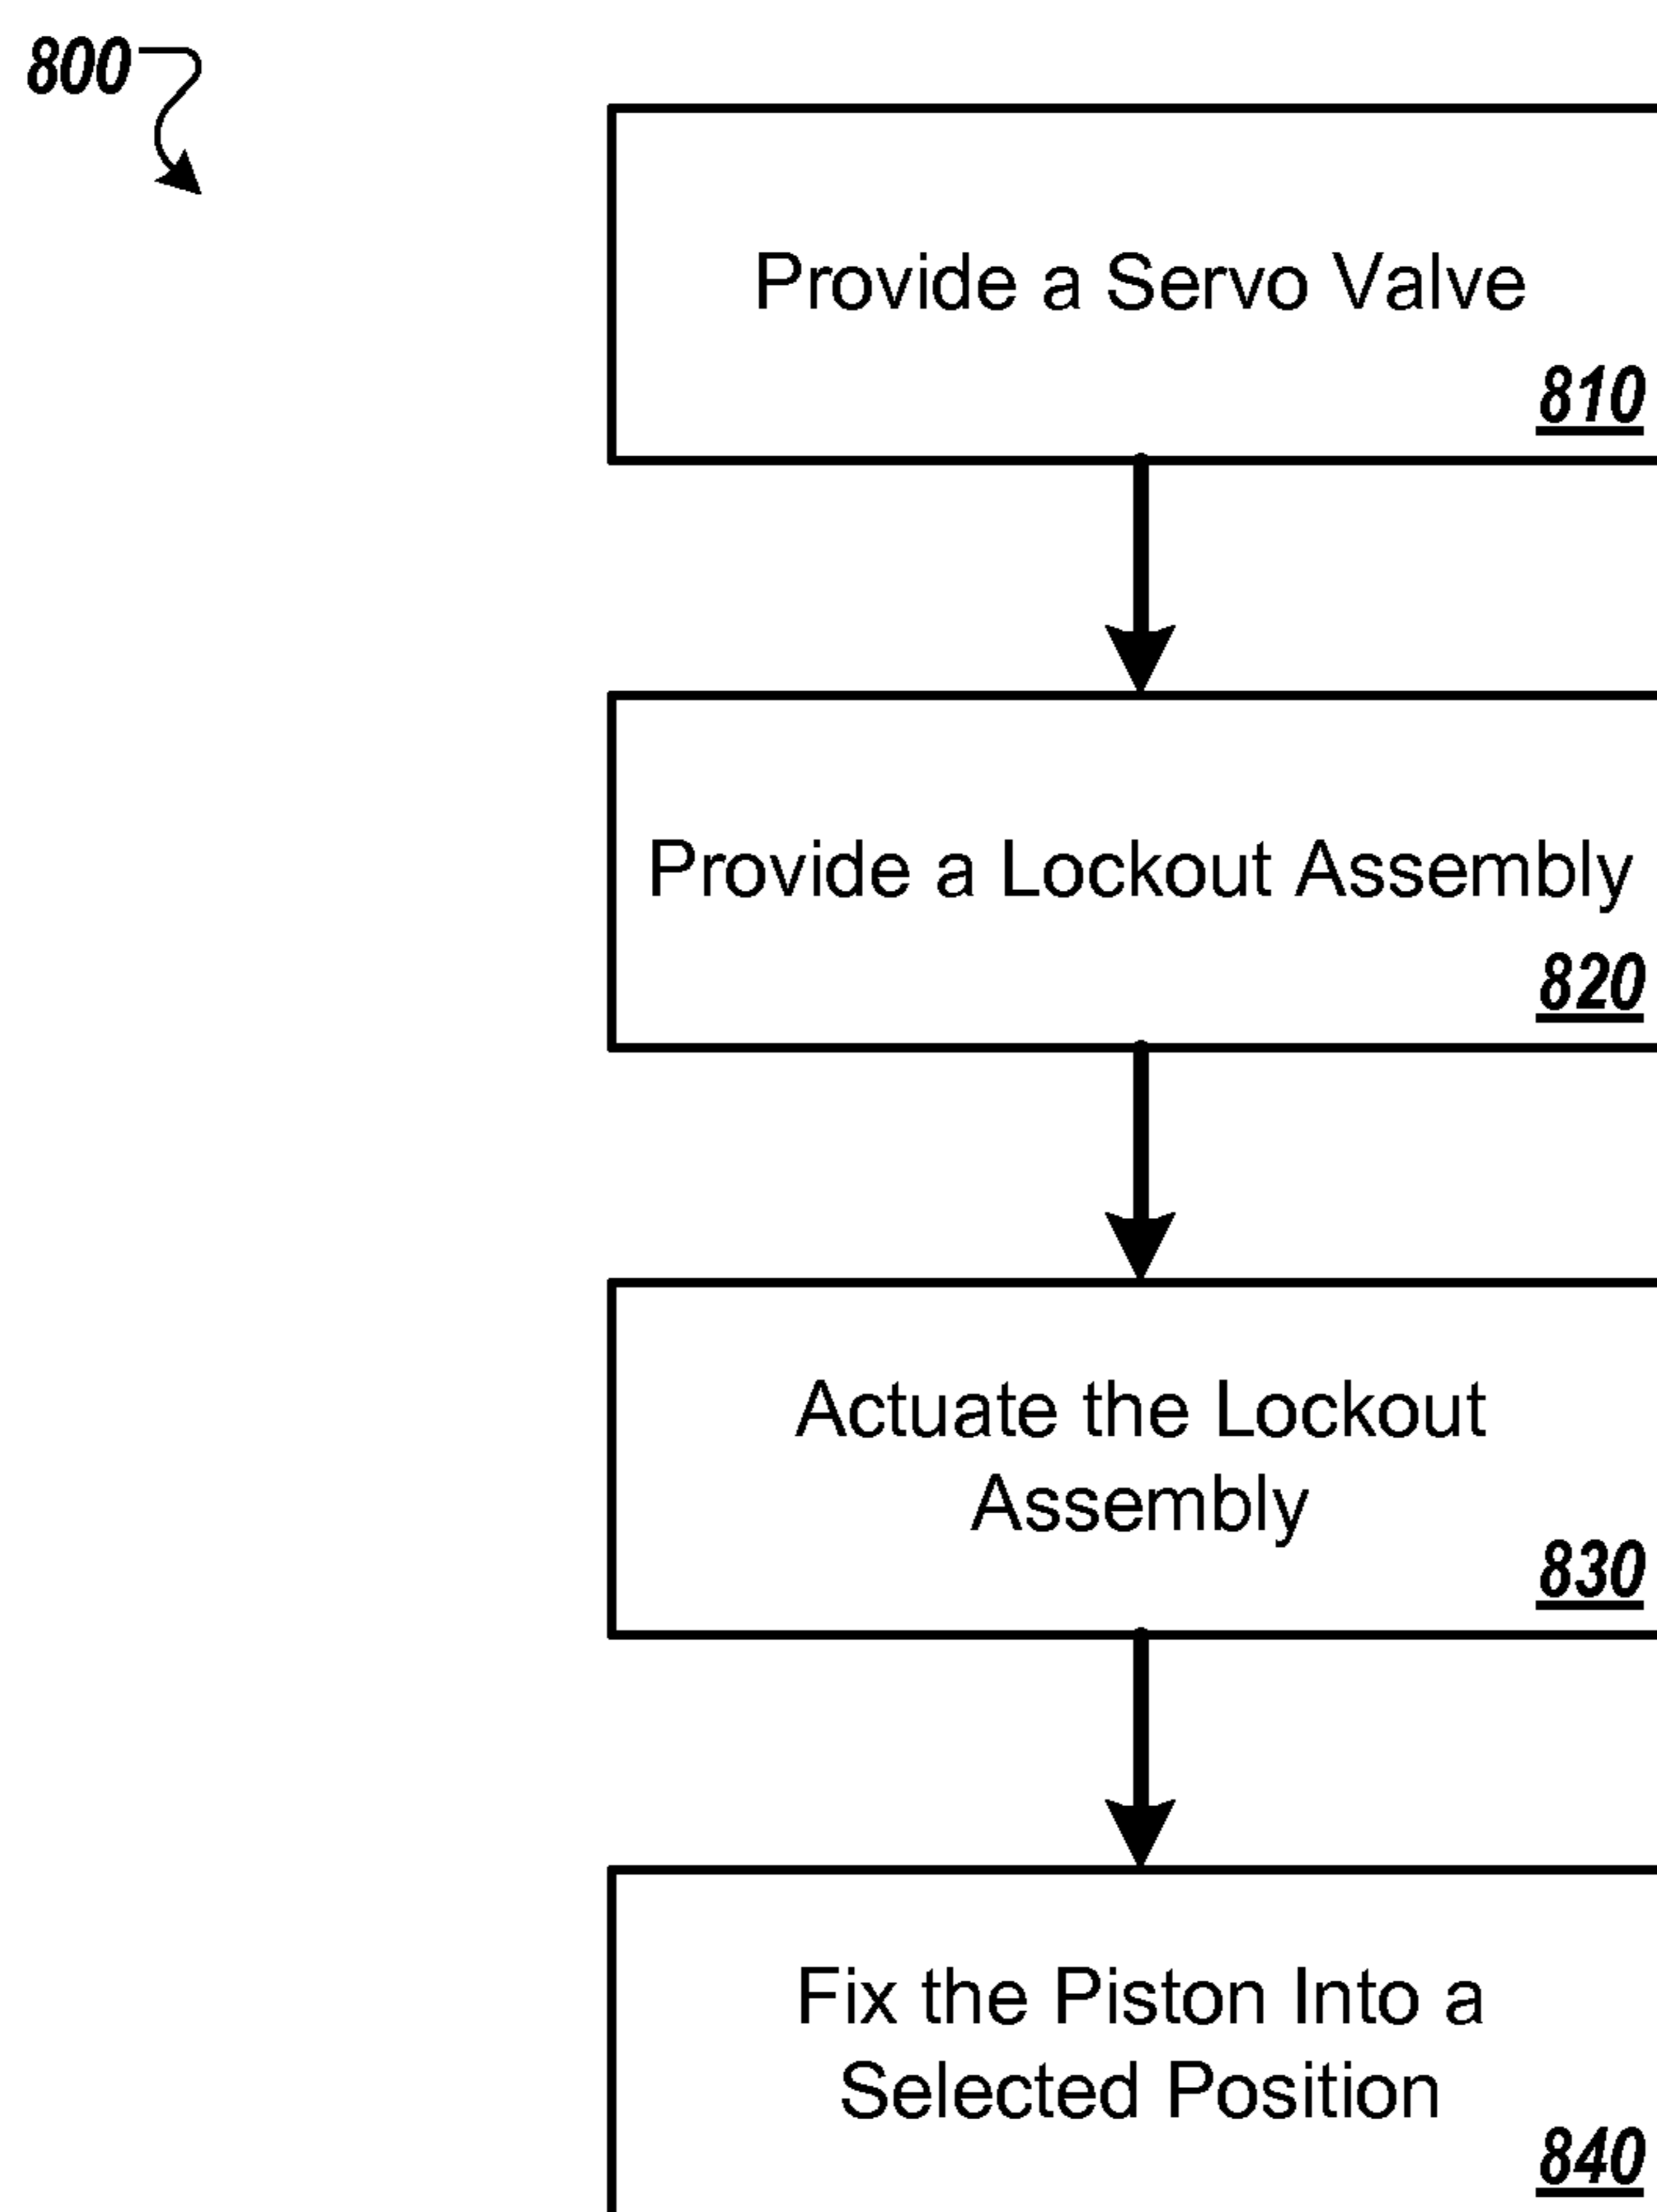 800
Provide a Servo Valve
810
Provide a Lockout Assembly
820
Actuate the Lockout
Assembly
830
Fix the Piston Into a
Selected Position
840